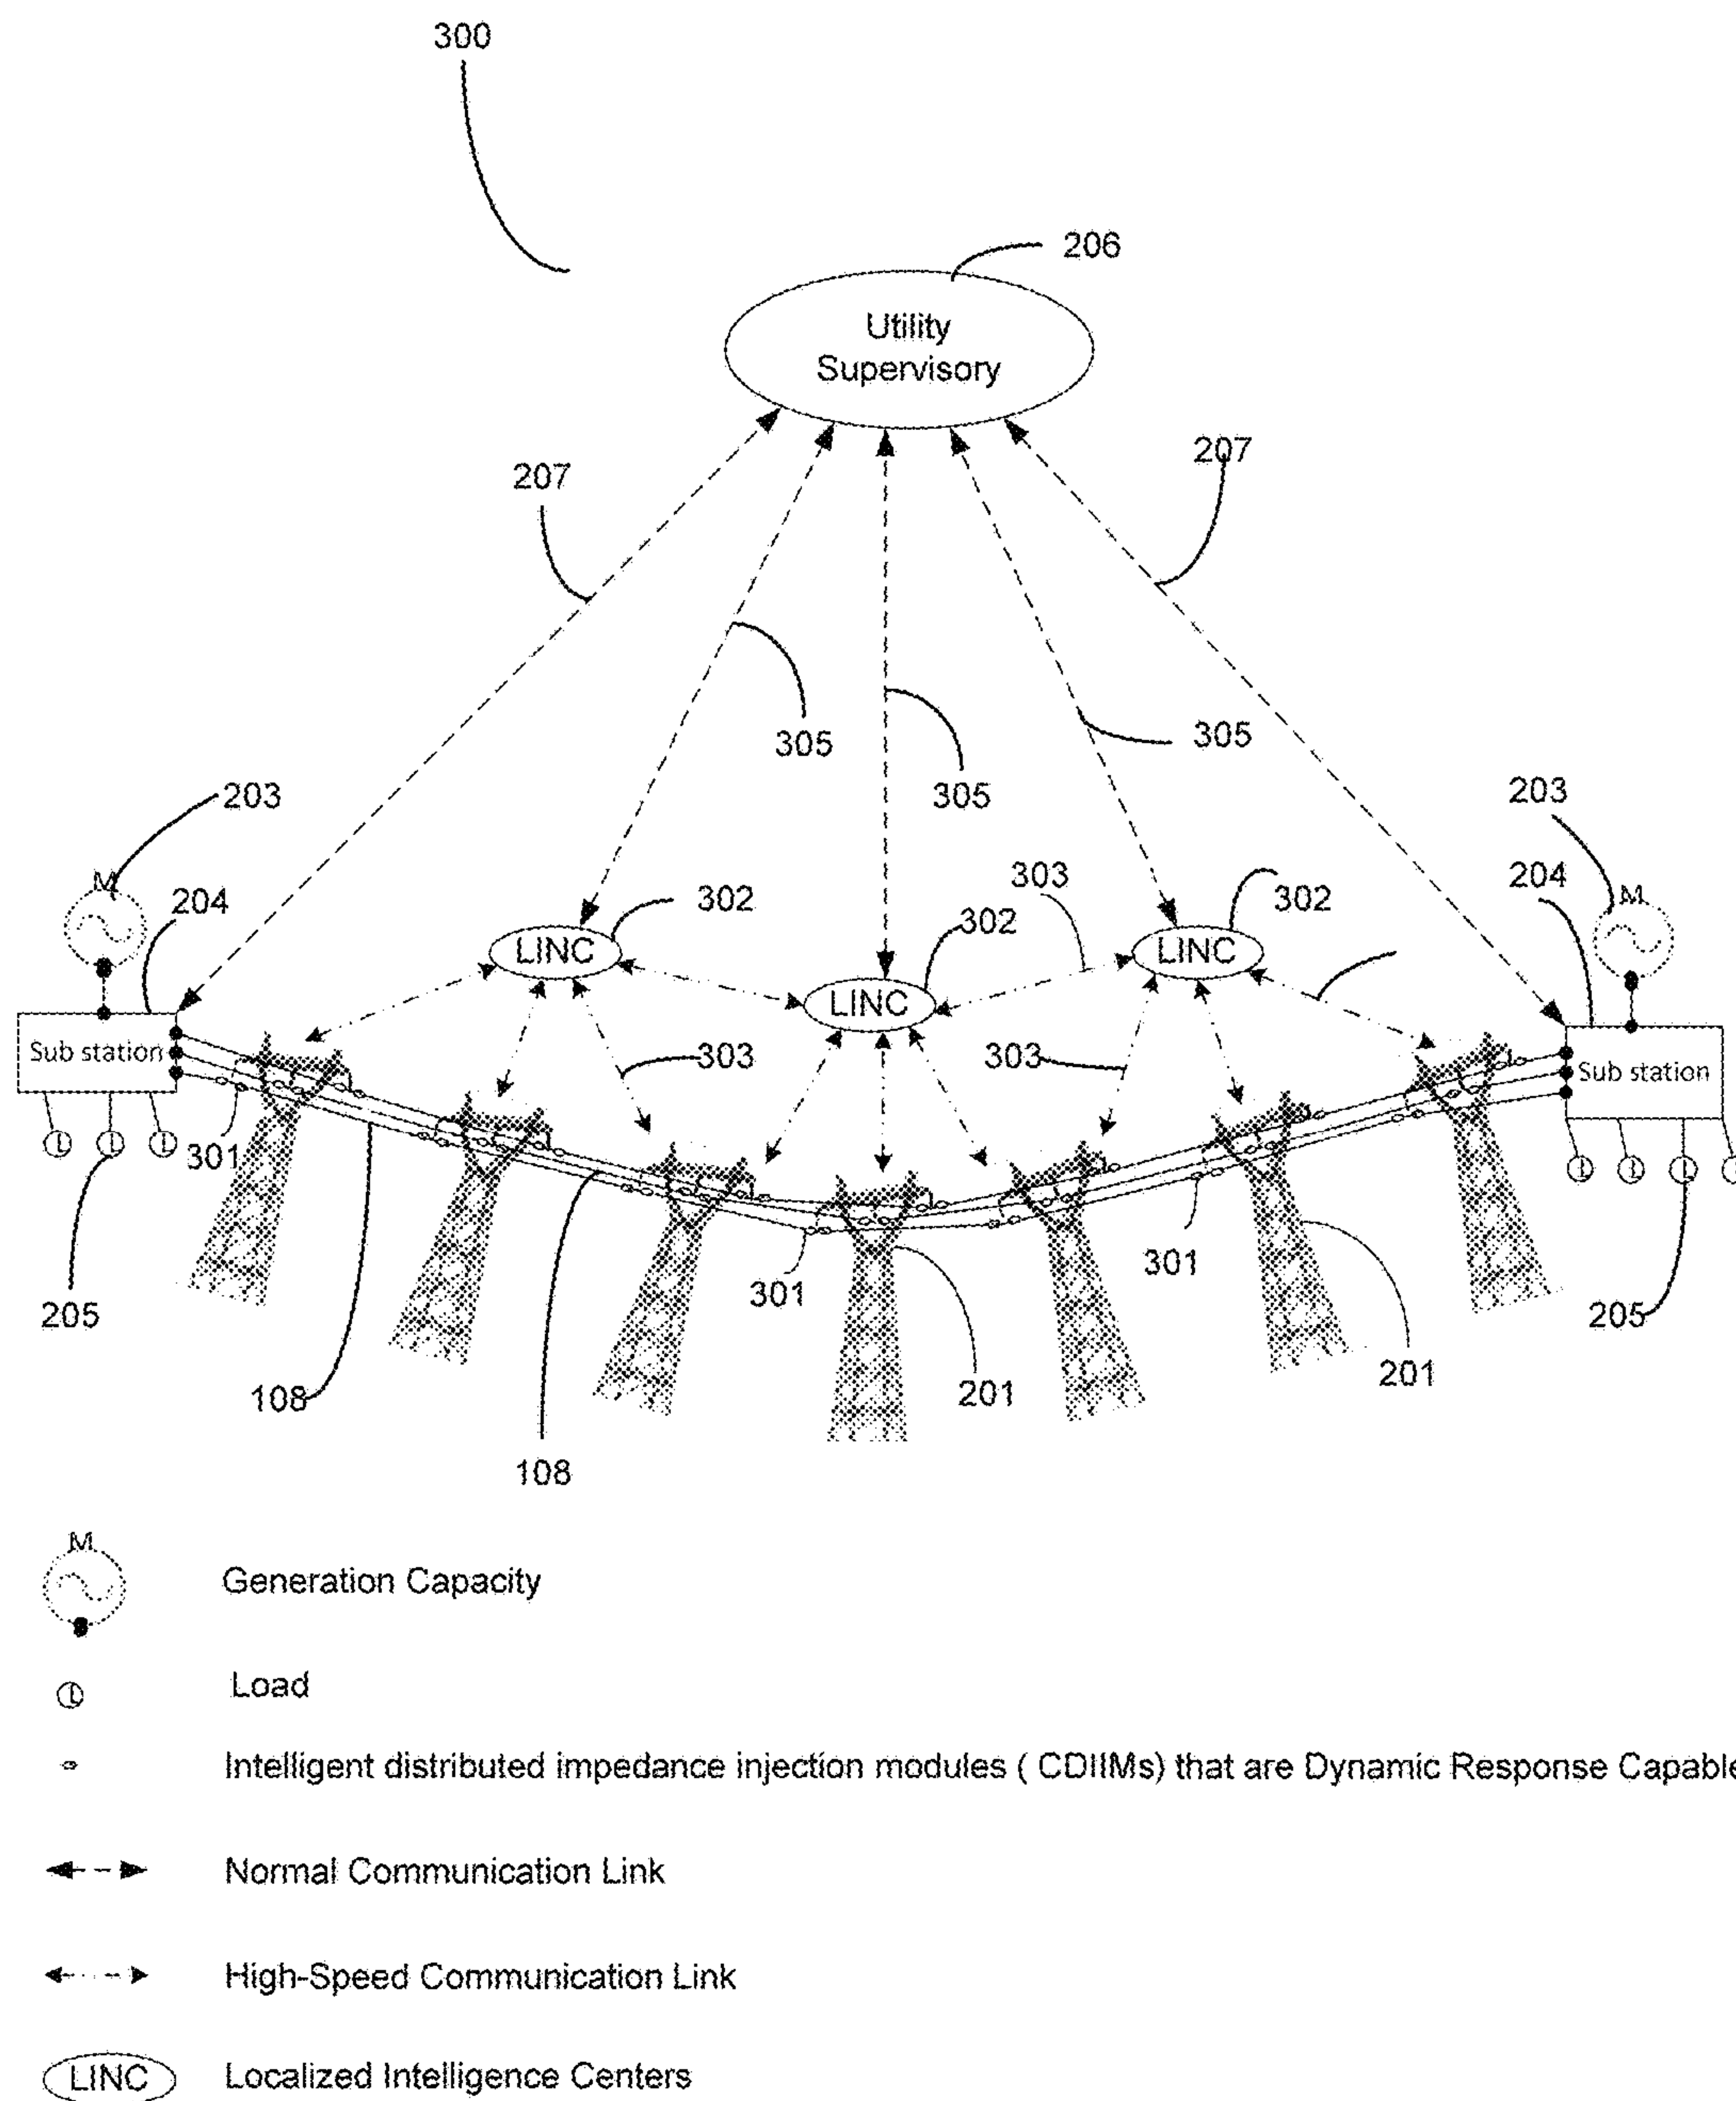 300
206
Utility
Supervisory
207
207
305
305
305
203
203
M
M
204
204
302
303
302
302
LINC
LINC
LINC
Sub station
303
303
Sub station
L
L
L
301
L
L
L
L
301
301
205
205
201
201
108
108
M
Generation Capacity
L
Load
Intelligent distributed impedance injection modules ( CDIIMs) that are Dynamic Response Capable
Normal Communication Link
High-Speed Communication Link
LINC
Localized Intelligence Centers